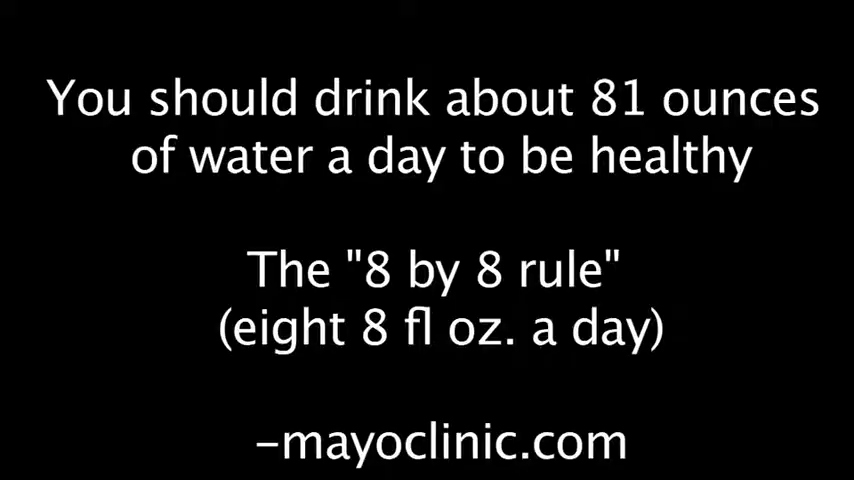 You should drink about 81 ounces
of water a day to be healthy
The "8 by 8 rule"
(eight 8 fl oz. a day)
-mayoclinic.com